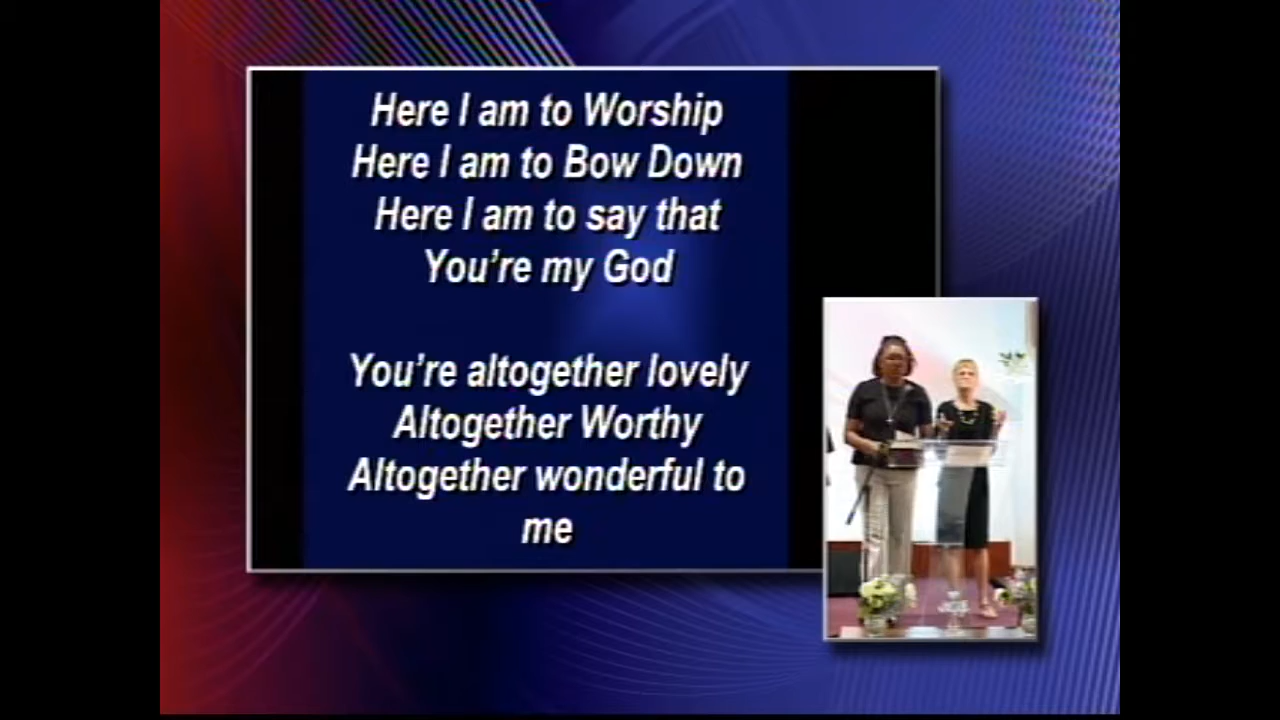 Here I am to Worship
Here I am to Bow Down
Here I am to say that
You're my God
You're altogether lovely
Altogether Worthy
Altogether wonderful to
me